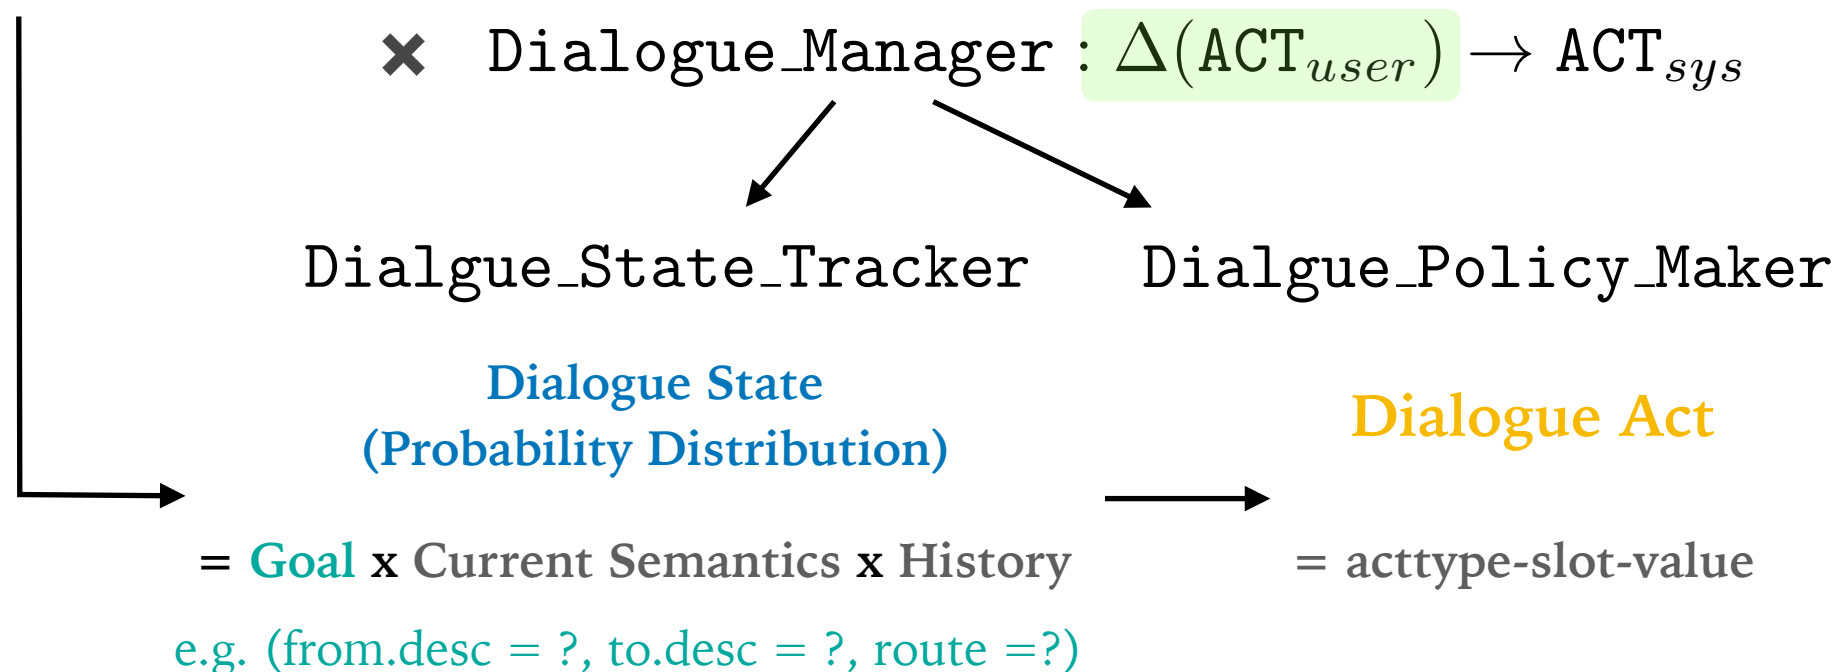 ✖ Dialogue_Manager : Δ(ACT_user) → ACT_sys
Dialgue_State_Tracker Dialgue_Policy_Maker
Dialogue State
(Probability Distribution)
Dialogue Act
= Goal x Current Semantics x History
= acttype-slot-value
e.g. (from.desc = ?, to.desc = ?, route =?)